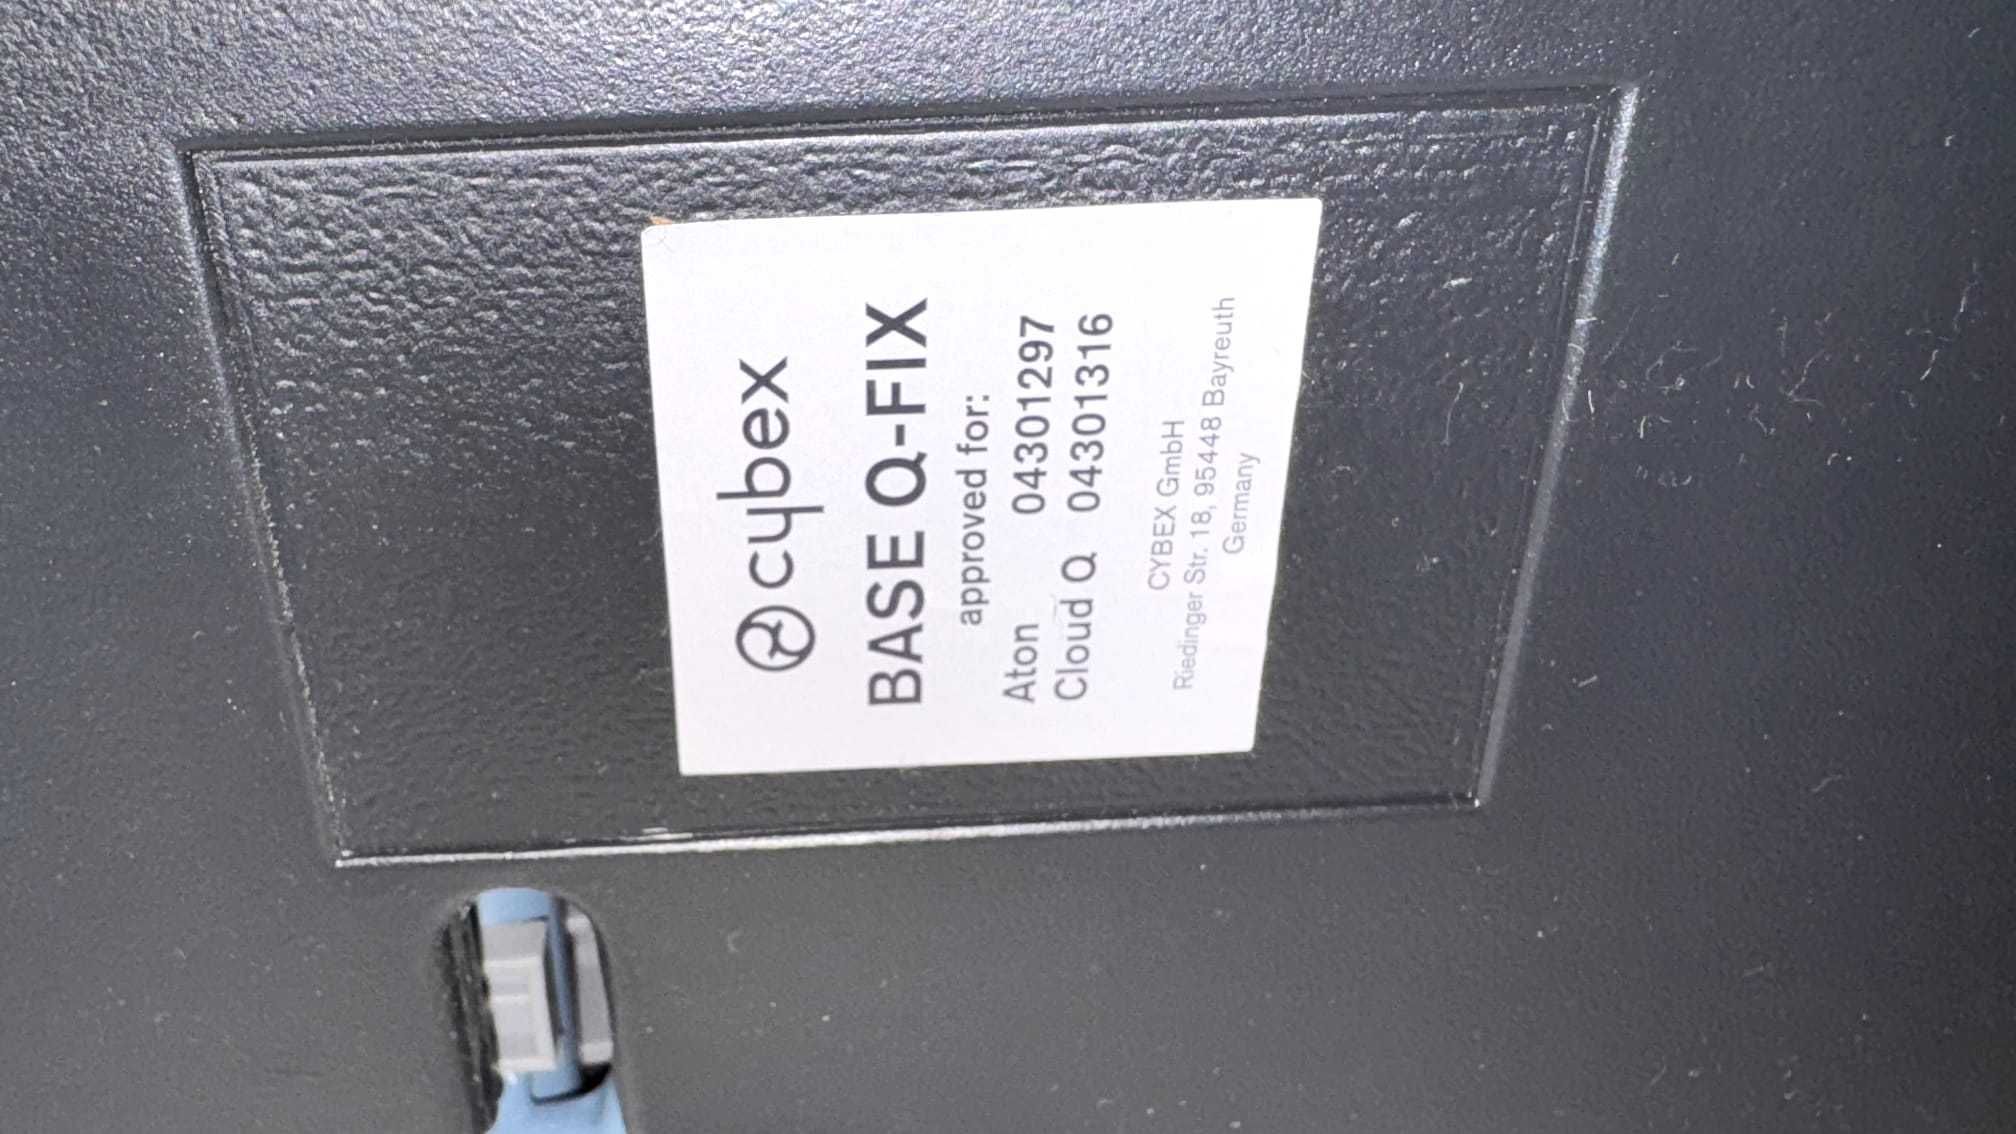 cybex
BASE Q-FIX
approved for:
Aton 04301297
Cloud Q 04301316
CYBEX GmbH
Riedinger Str. 18, 95448 Bayreuth
Germany